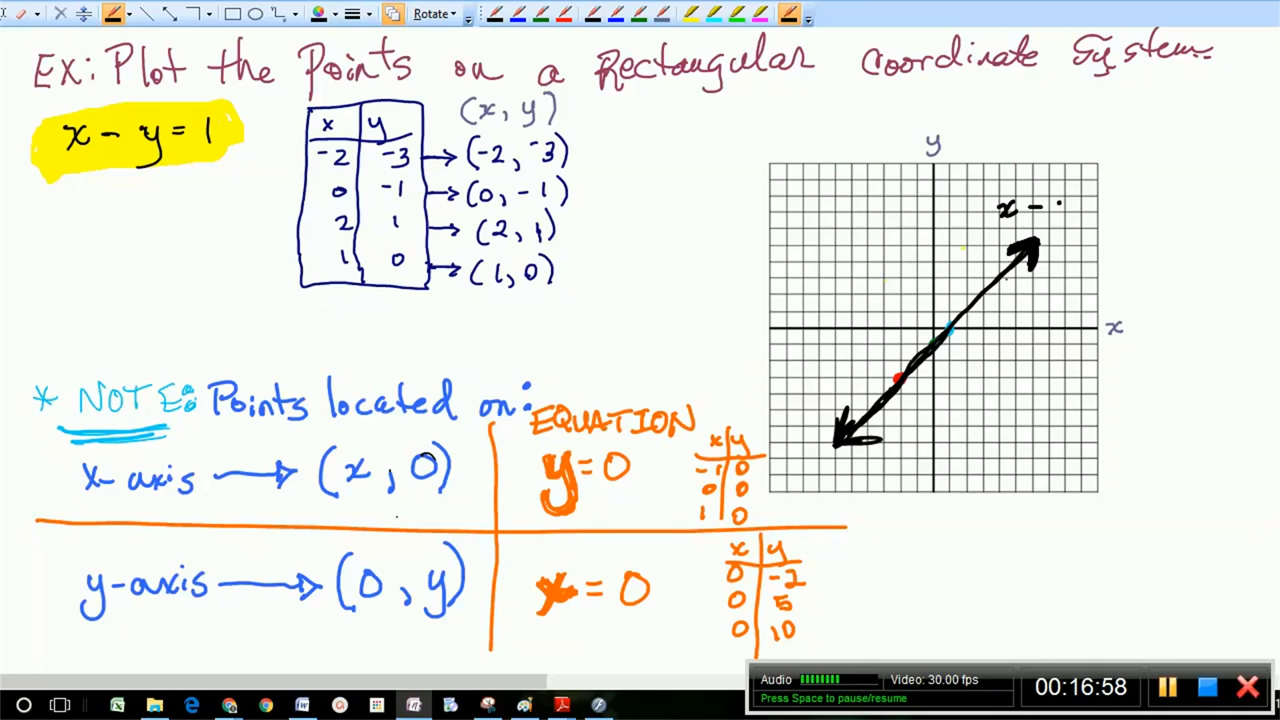 Rotate
Ex: Plot the Points on a Rectangular Coordinate System
x - y = 1
x y (x, y)
-2 -3 → (-2, -3)
0 -1 → (0, -1)
2 1 → (2, 1)
1 0 → (1, 0)
y
x - 
x
* NOTE: Points located on:
EQUATION
x-axis → (x, 0)
y = 0
x y
-1 0
0 0
1 0
y-axis → (0, y)
x = 0
x y
0 -2
0 5
0 10
Audio
Video: 30.00 fps
Press Space to pause/resume
00:16:58